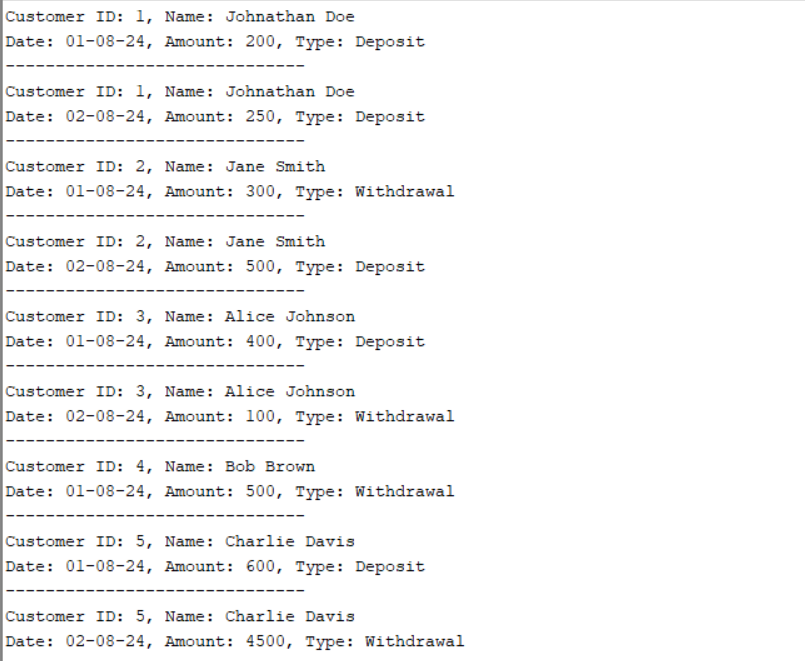 Customer ID: 1, Name: Johnathan Doe
Date: 01-08-24, Amount: 200, Type: Deposit
------------------------------
Customer ID: 1, Name: Johnathan Doe
Date: 02-08-24, Amount: 250, Type: Deposit
------------------------------
Customer ID: 2, Name: Jane Smith
Date: 01-08-24, Amount: 300, Type: Withdrawal
------------------------------
Customer ID: 2, Name: Jane Smith
Date: 02-08-24, Amount: 500, Type: Deposit
------------------------------
Customer ID: 3, Name: Alice Johnson
Date: 01-08-24, Amount: 400, Type: Deposit
------------------------------
Customer ID: 3, Name: Alice Johnson
Date: 02-08-24, Amount: 100, Type: Withdrawal
------------------------------
Customer ID: 4, Name: Bob Brown
Date: 01-08-24, Amount: 500, Type: Withdrawal
------------------------------
Customer ID: 5, Name: Charlie Davis
Date: 01-08-24, Amount: 600, Type: Deposit
------------------------------
Customer ID: 5, Name: Charlie Davis
Date: 02-08-24, Amount: 4500, Type: Withdrawal